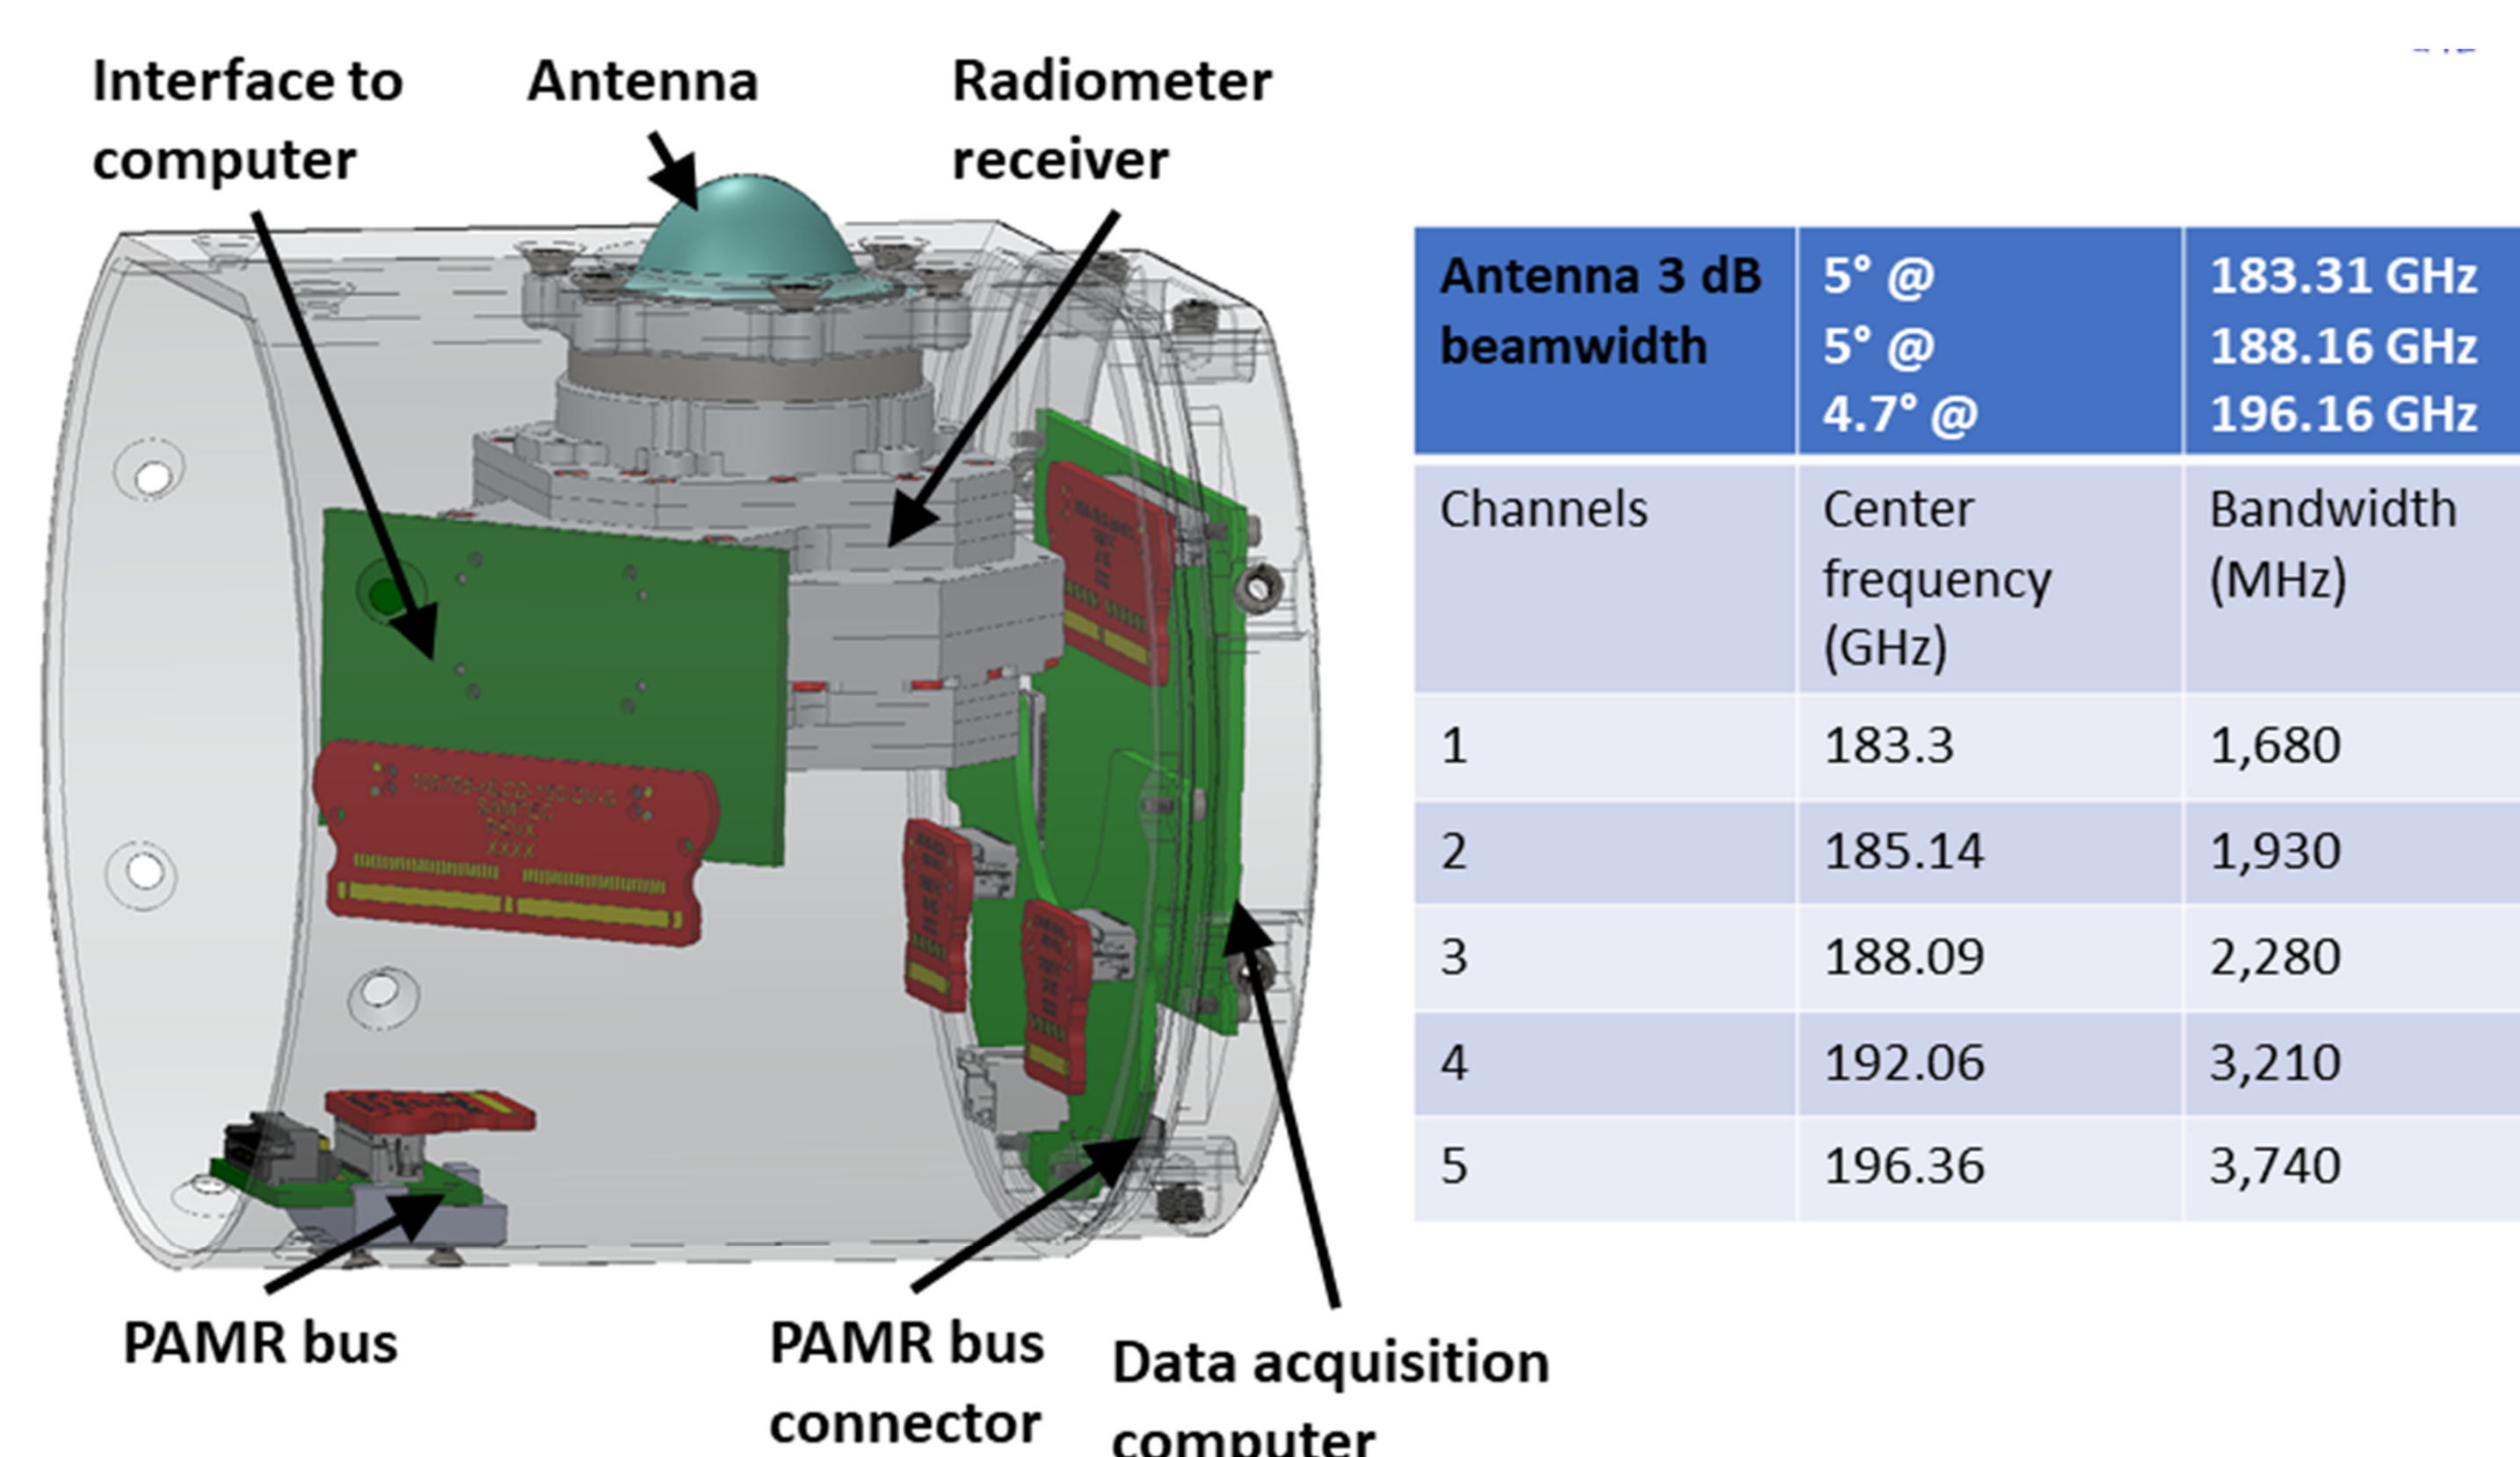 Interface to
computer
Antenna
Radiometer
receiver
SAMTEC
XXXX
PAMR bus
PAMR bus
connector
Data acquisition
computer
Antenna 3 dB
beamwidth
5° @
5° @
4.7° @
183.31 GHz
188.16 GHz
196.16 GHz
Channels
Center
frequency
(GHz)
Bandwidth
(MHz)
1
183.3
1,680
2
185.14
1,930
3
188.09
2,280
4
192.06
3,210
5
196.36
3,740